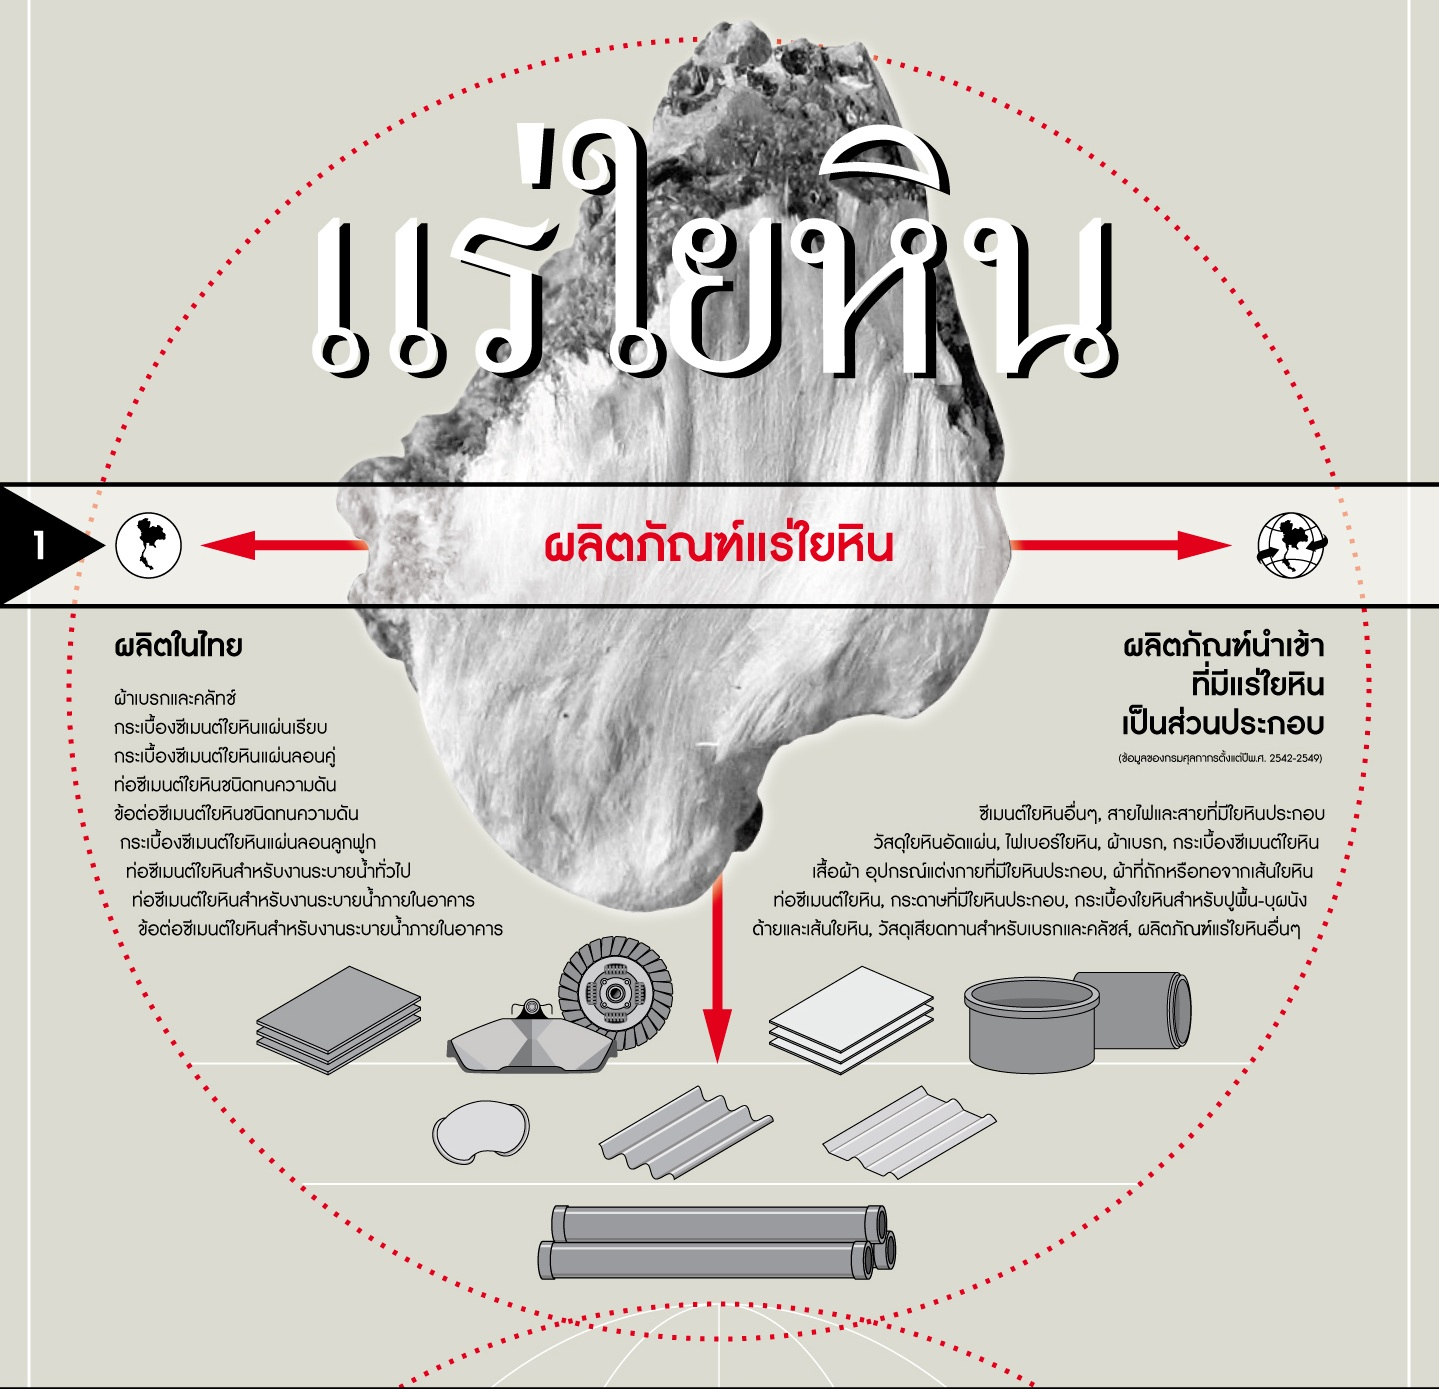 แร่ใยหิน
1
ผลิตภัณฑ์แร่ใยหิน
ผลิตในไทย
ผ้าเบรกและคลัทช์
กระเบื้องซีเมนต์ใยหินแผ่นเรียบ
กระเบื้องซีเมนต์ใยหินแผ่นลอนคู่
ท่อซีเมนต์ใยหินชนิดทนความดัน
ข้อต่อซีเมนต์ใยหินชนิดทนความดัน
กระเบื้องซีเมนต์ใยหินแผ่นลอนลูกฟูก
ท่อซีเมนต์ใยหินสำหรับงานระบายน้ำทั่วไป
ท่อซีเมนต์ใยหินสำหรับงานระบายน้ำภายในอาคาร
ข้อต่อซีเมนต์ใยหินสำหรับงานระบายน้ำภายในอาคาร
ผลิตภัณฑ์นำเข้า
ที่มีแร่ใยหิน
เป็นส่วนประกอบ
(ข้อมูลของกรมศุลกากรตั้งแต่ปีพ.ศ. 2542-2549)
ซีเมนต์ใยหินอื่นๆ, สายไฟและสายที่มีใยหินประกอบ
วัสดุใยหินอัดแผ่น, ไฟเบอร์ใยหิน, ผ้าเบรก, กระเบื้องซีเมนต์ใยหิน
เสื้อผ้า อุปกรณ์แต่งกายที่มีใยหินประกอบ, ผ้าที่ถักหรือทอจากเส้นใยหิน
ท่อซีเมนต์ใยหิน, กระดาษที่มีใยหินประกอบ, กระเบื้องใยหินสำหรับปูพื้น-บุผนัง
ด้ายและเส้นใยหิน, วัสดุเสียดทานสำหรับเบรกและคลัชส์, ผลิตภัณฑ์แร่ใยหินอื่นๆ